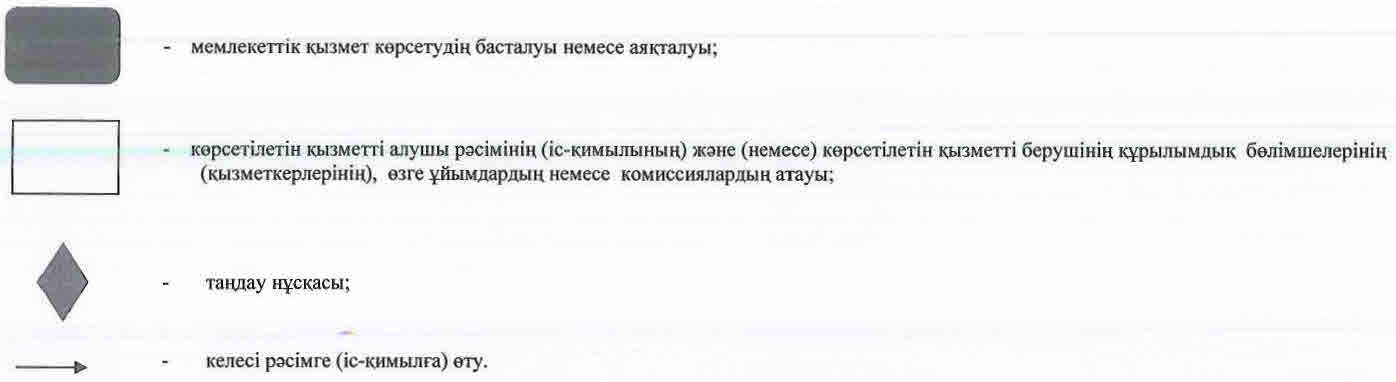 - мемлекеттік қызмет көрсетудің басталуы немесе аяқталуы;
- көрсетілетін қызметті алушы рәсімінің (іс-қимылының) және (немесе) көрсетілетін қызметті берушінің құрылымдық бөлімшелерінің
(қызметкерлерінің), өзге ұйымдардың немесе комиссиялардың атауы;
- таңдау нұсқасы;
- келесі рәсімге (іс-қимылға) өту.